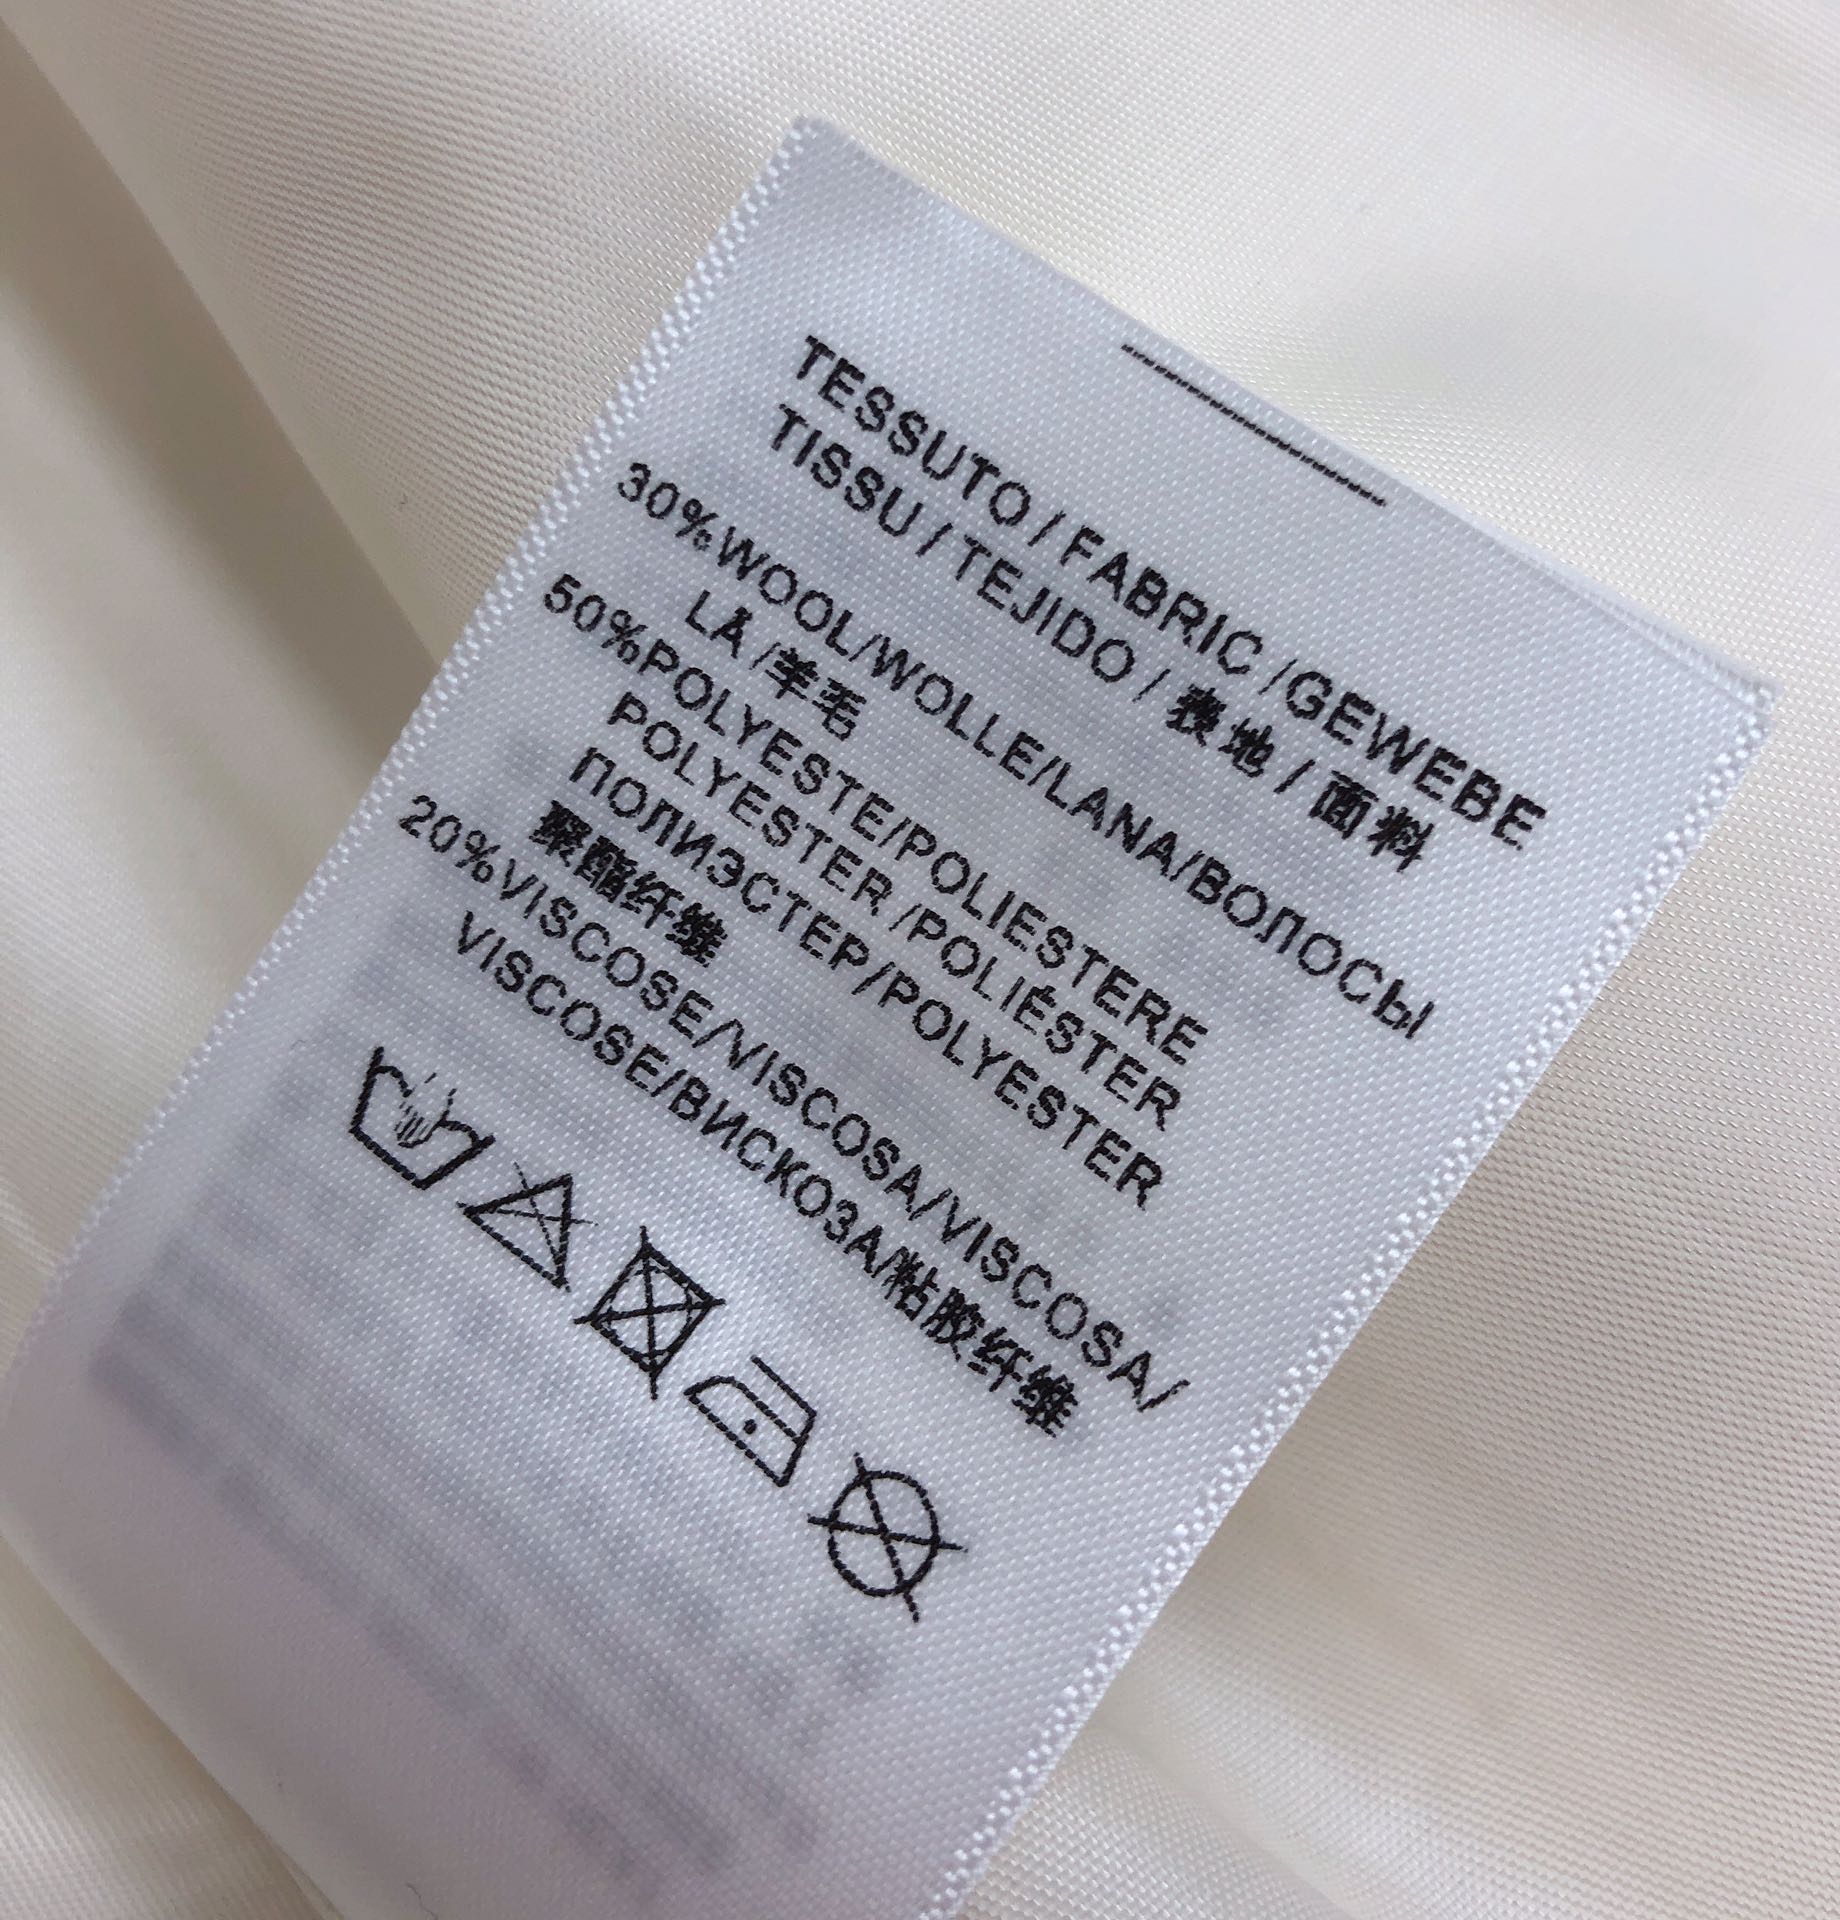 TESSUTO / FABRIC /GEWEBE
TISSU / TEJIDO / 表地 / 面料
30%WOOL/WOLLE/LANA/ВОЛОСЫ
LÃ /羊毛
50%POLYESTE/POLIESTERE
POLYESTER /POLIÉSTER
ПОЛИЭСТЕР/POLYESTER
聚酯纤维
20%VISCOSE/VISCOSA/VISCOSA/
VISCOSE/ВИСКОЗА/粘胶纤维